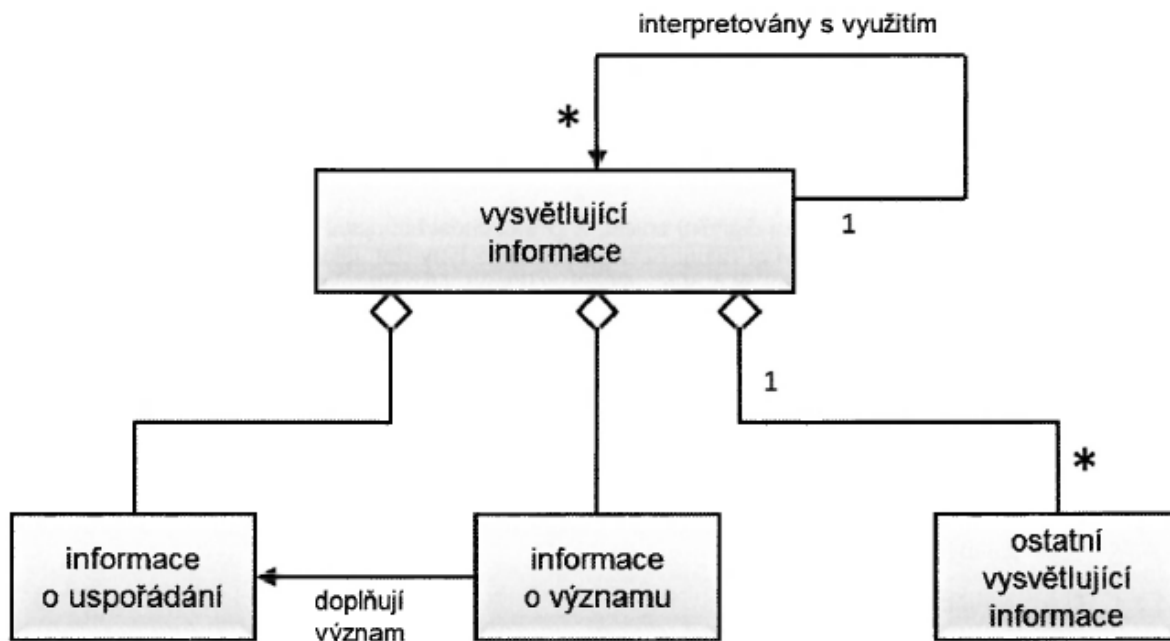 interpretovány s využitím
*
vysvětlující
informace
1
1
*
informace
o uspořádání
doplňují
význam
informace
o významu
ostatní
vysvětlující
informace